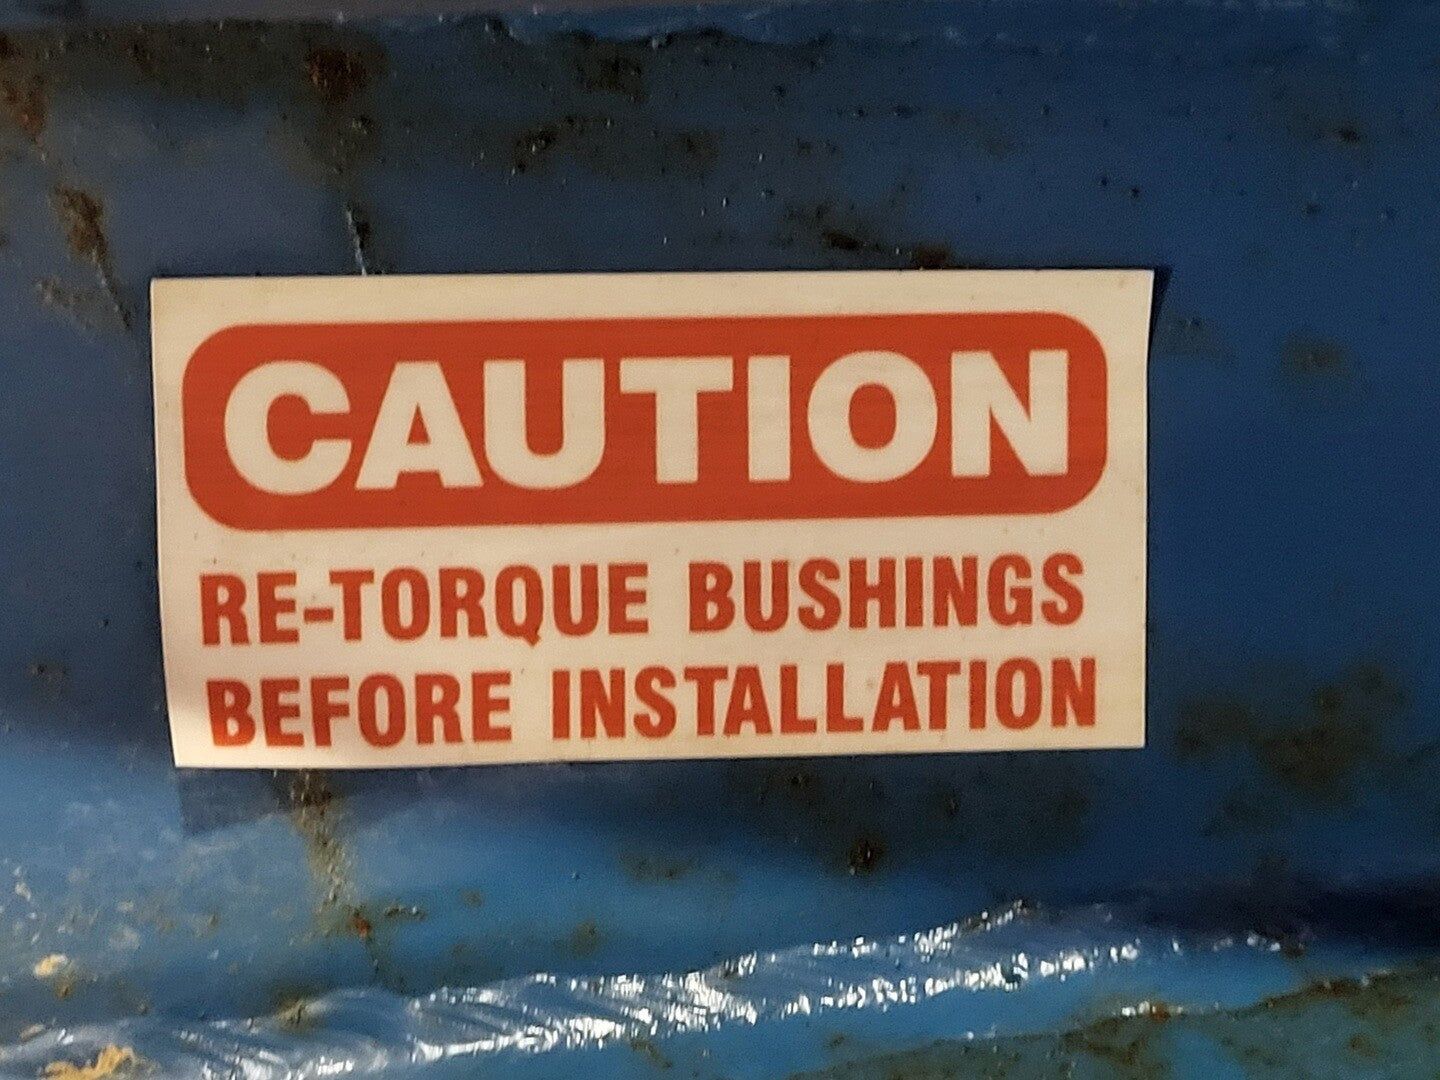 CAUTION
RE-TORQUE BUSHINGS
BEFORE INSTALLATION